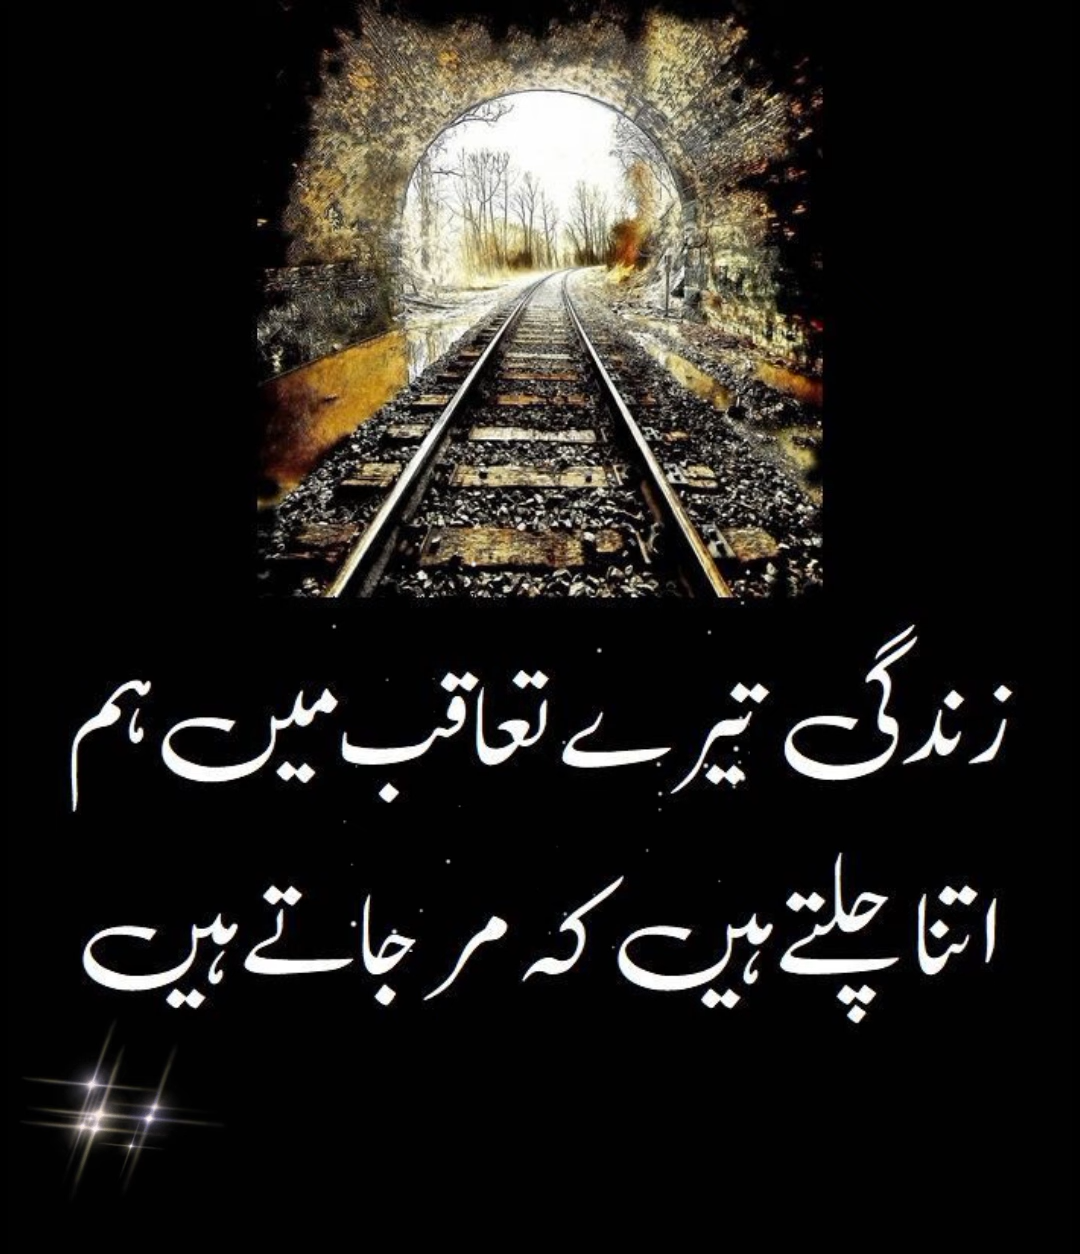 زندگی تیرے تعاقب میں ہم
اتنا چلتے ہیں کہ مر جاتے ہیں